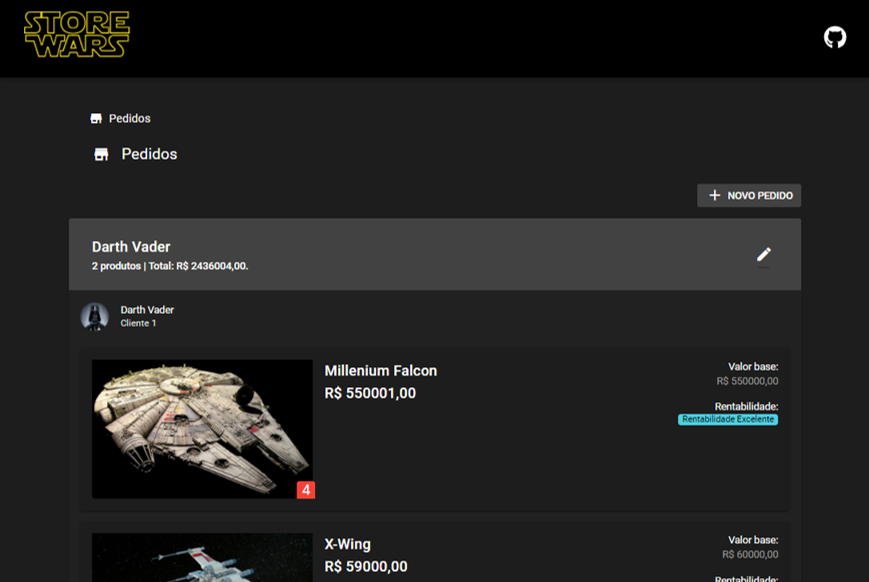 STORE
WARS
Pedidos
Pedidos
NOVO PEDIDO
Darth Vader
2 produtos | Total: R$ 2436004,00.
Darth Vader
Cliente 1
Millenium Falcon
R$ 550001,00
Valor base:
R$ 550000,00
Rentabilidade:
Rentabilidade Excelente
4
X-Wing
R$ 59000,00
Valor base:
R$ 60000,00
Rentabilidade: